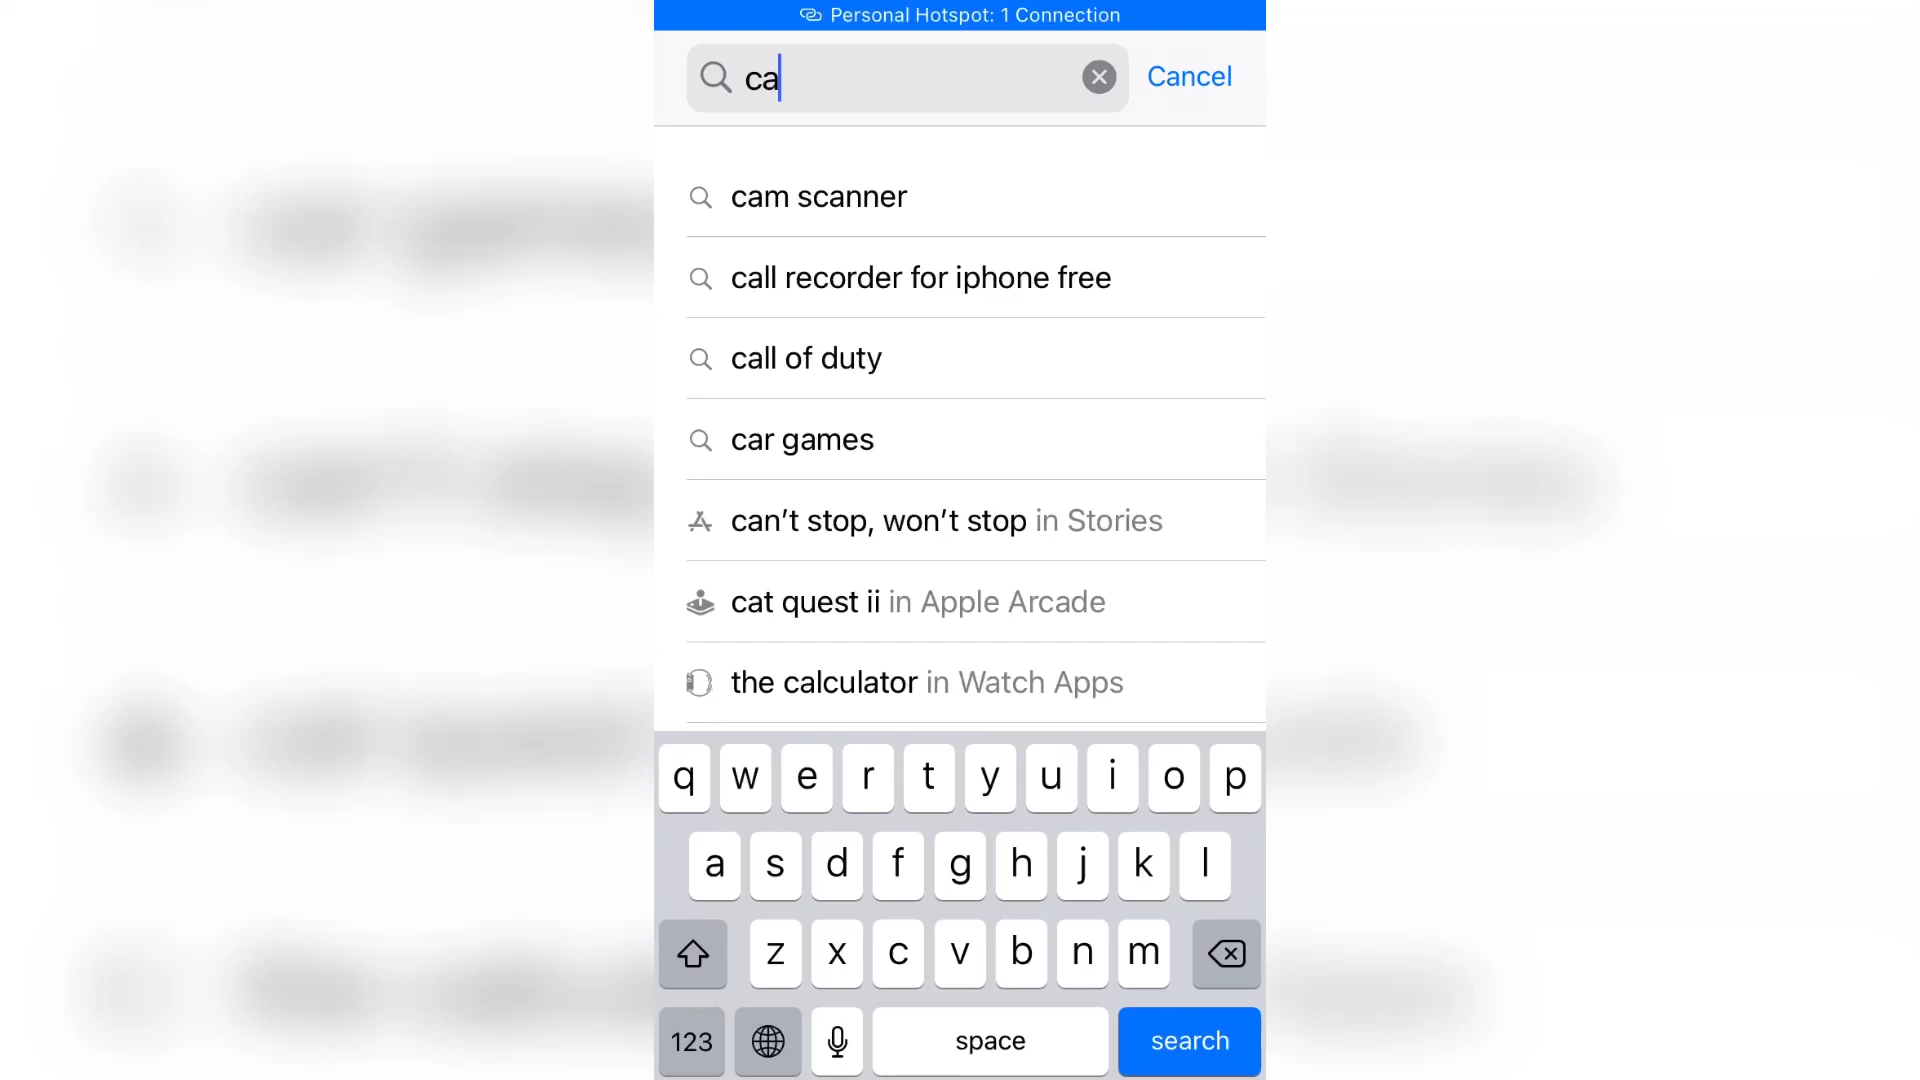 Personal Hotspot: 1 Connection
ca
Cancel
cam scanner
call recorder for iphone free
call of duty
car games
can’t stop, won’t stop in Stories
cat quest ii in Apple Arcade
the calculator in Watch Apps
q w e r t y u i o p
a s d f g h j k l
z x c v b n m
123 space search